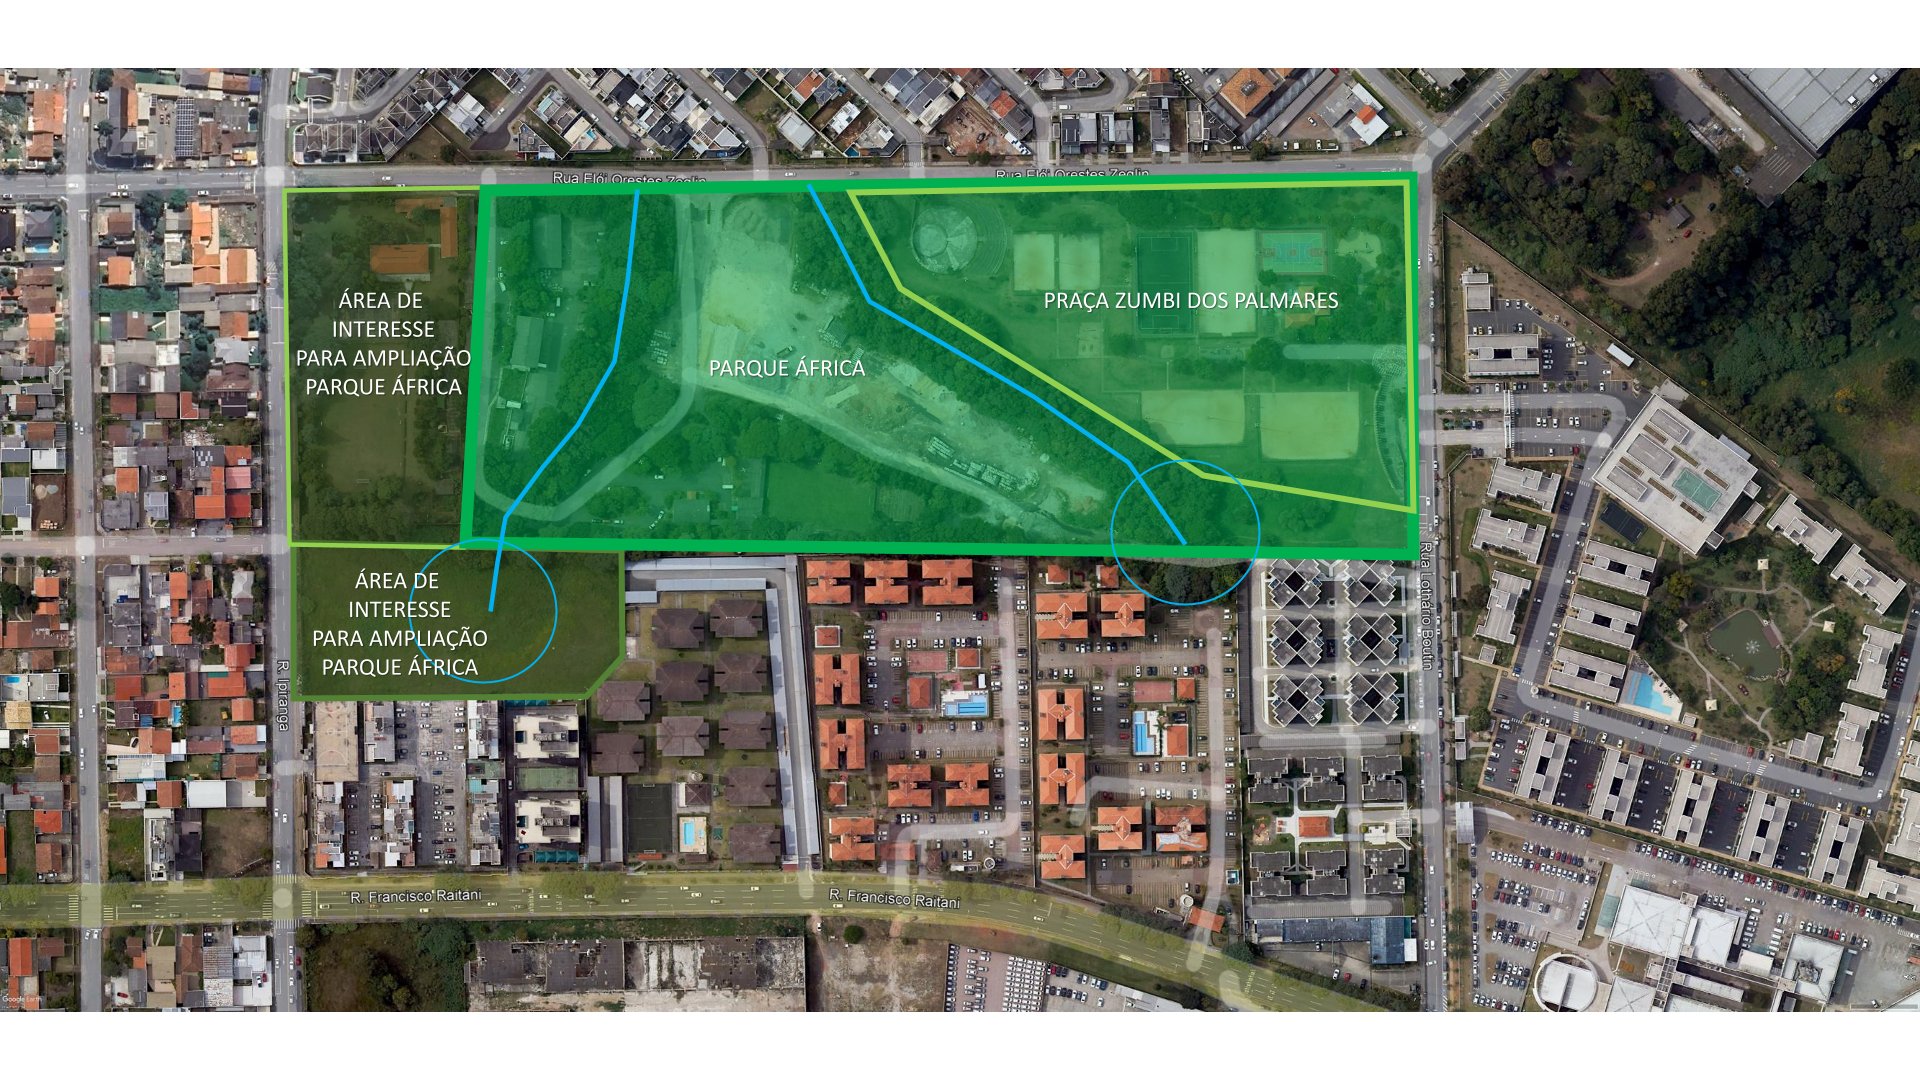 Rua Elói Orestes Zeglin
Rua Elói Orestes Zeglin
ÁREA DE
INTERESSE
PARA AMPLIAÇÃO
PARQUE ÁFRICA
PRAÇA ZUMBI DOS PALMARES
PARQUE ÁFRICA
ÁREA DE
INTERESSE
PARA AMPLIAÇÃO
PARQUE ÁFRICA
R. Ipiranga
Rua Lothário Boutin
R. Francisco Raitani
R. Francisco Raitani
Google Earth